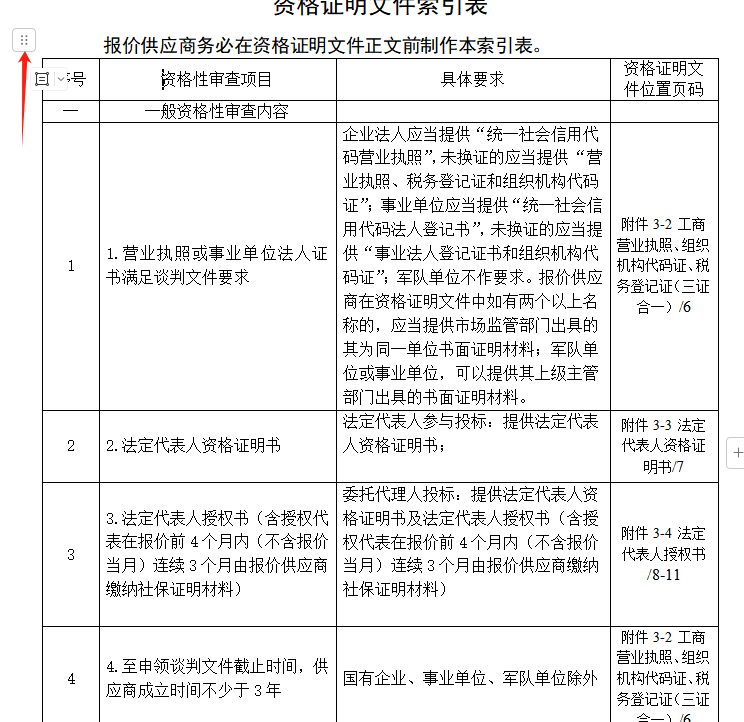 资格证明文件索引表
报价供应商务必在资格证明文件正文前制作本索引表。
序号
资格性审查项目
具体要求
资格证明文
件位置页码
一
一般资格性审查内容
1
1.营业执照或事业单位法人证
书满足谈判文件要求
企业法人应当提供“统一社会信用代
码营业执照”,未换证的应当提供“营
业执照、税务登记证和组织机构代码
证”;事业单位应当提供“统一社会信
用代码法人登记书”,未换证的应当提
供“事业法人登记证书和组织机构代
码证”;军队单位不作要求。报价供应
商在资格证明文件中如有两个以上名
称的,应当提供市场监管部门出具的
其为同一单位书面证明材料;军队单
位或事业单位,可以提供其上级主管
部门出具的书面证明材料。
附件 3-2 工商
营业执照、组织
机构代码证、税
务登记证(三证
合一)/6
2
2.法定代表人资格证明书
法定代表人参与投标:提供法定代表
人资格证明书;
附件 3-3 法定
代表人资格证
明书/7
3
3.法定代表人授权书(含授权代
表在报价前 4 个月内(不含报价
当月)连续 3 个月由报价供应商
缴纳社保证明材料)
委托代理人投标:提供法定代表人资
格证明书及法定代表人授权书(含授
权代表在报价前 4 个月内(不含报价
当月)连续 3 个月由报价供应商缴纳
社保证明材料)
附件 3-4 法定
代表人授权书
/8-11
4
4.至申领谈判文件截止时间,供
应商成立时间不少于 3 年
国有企业、事业单位、军队单位除外
附件 3-2 工商
营业执照、组织
机构代码证、税
务登记证(三证
合一)/6